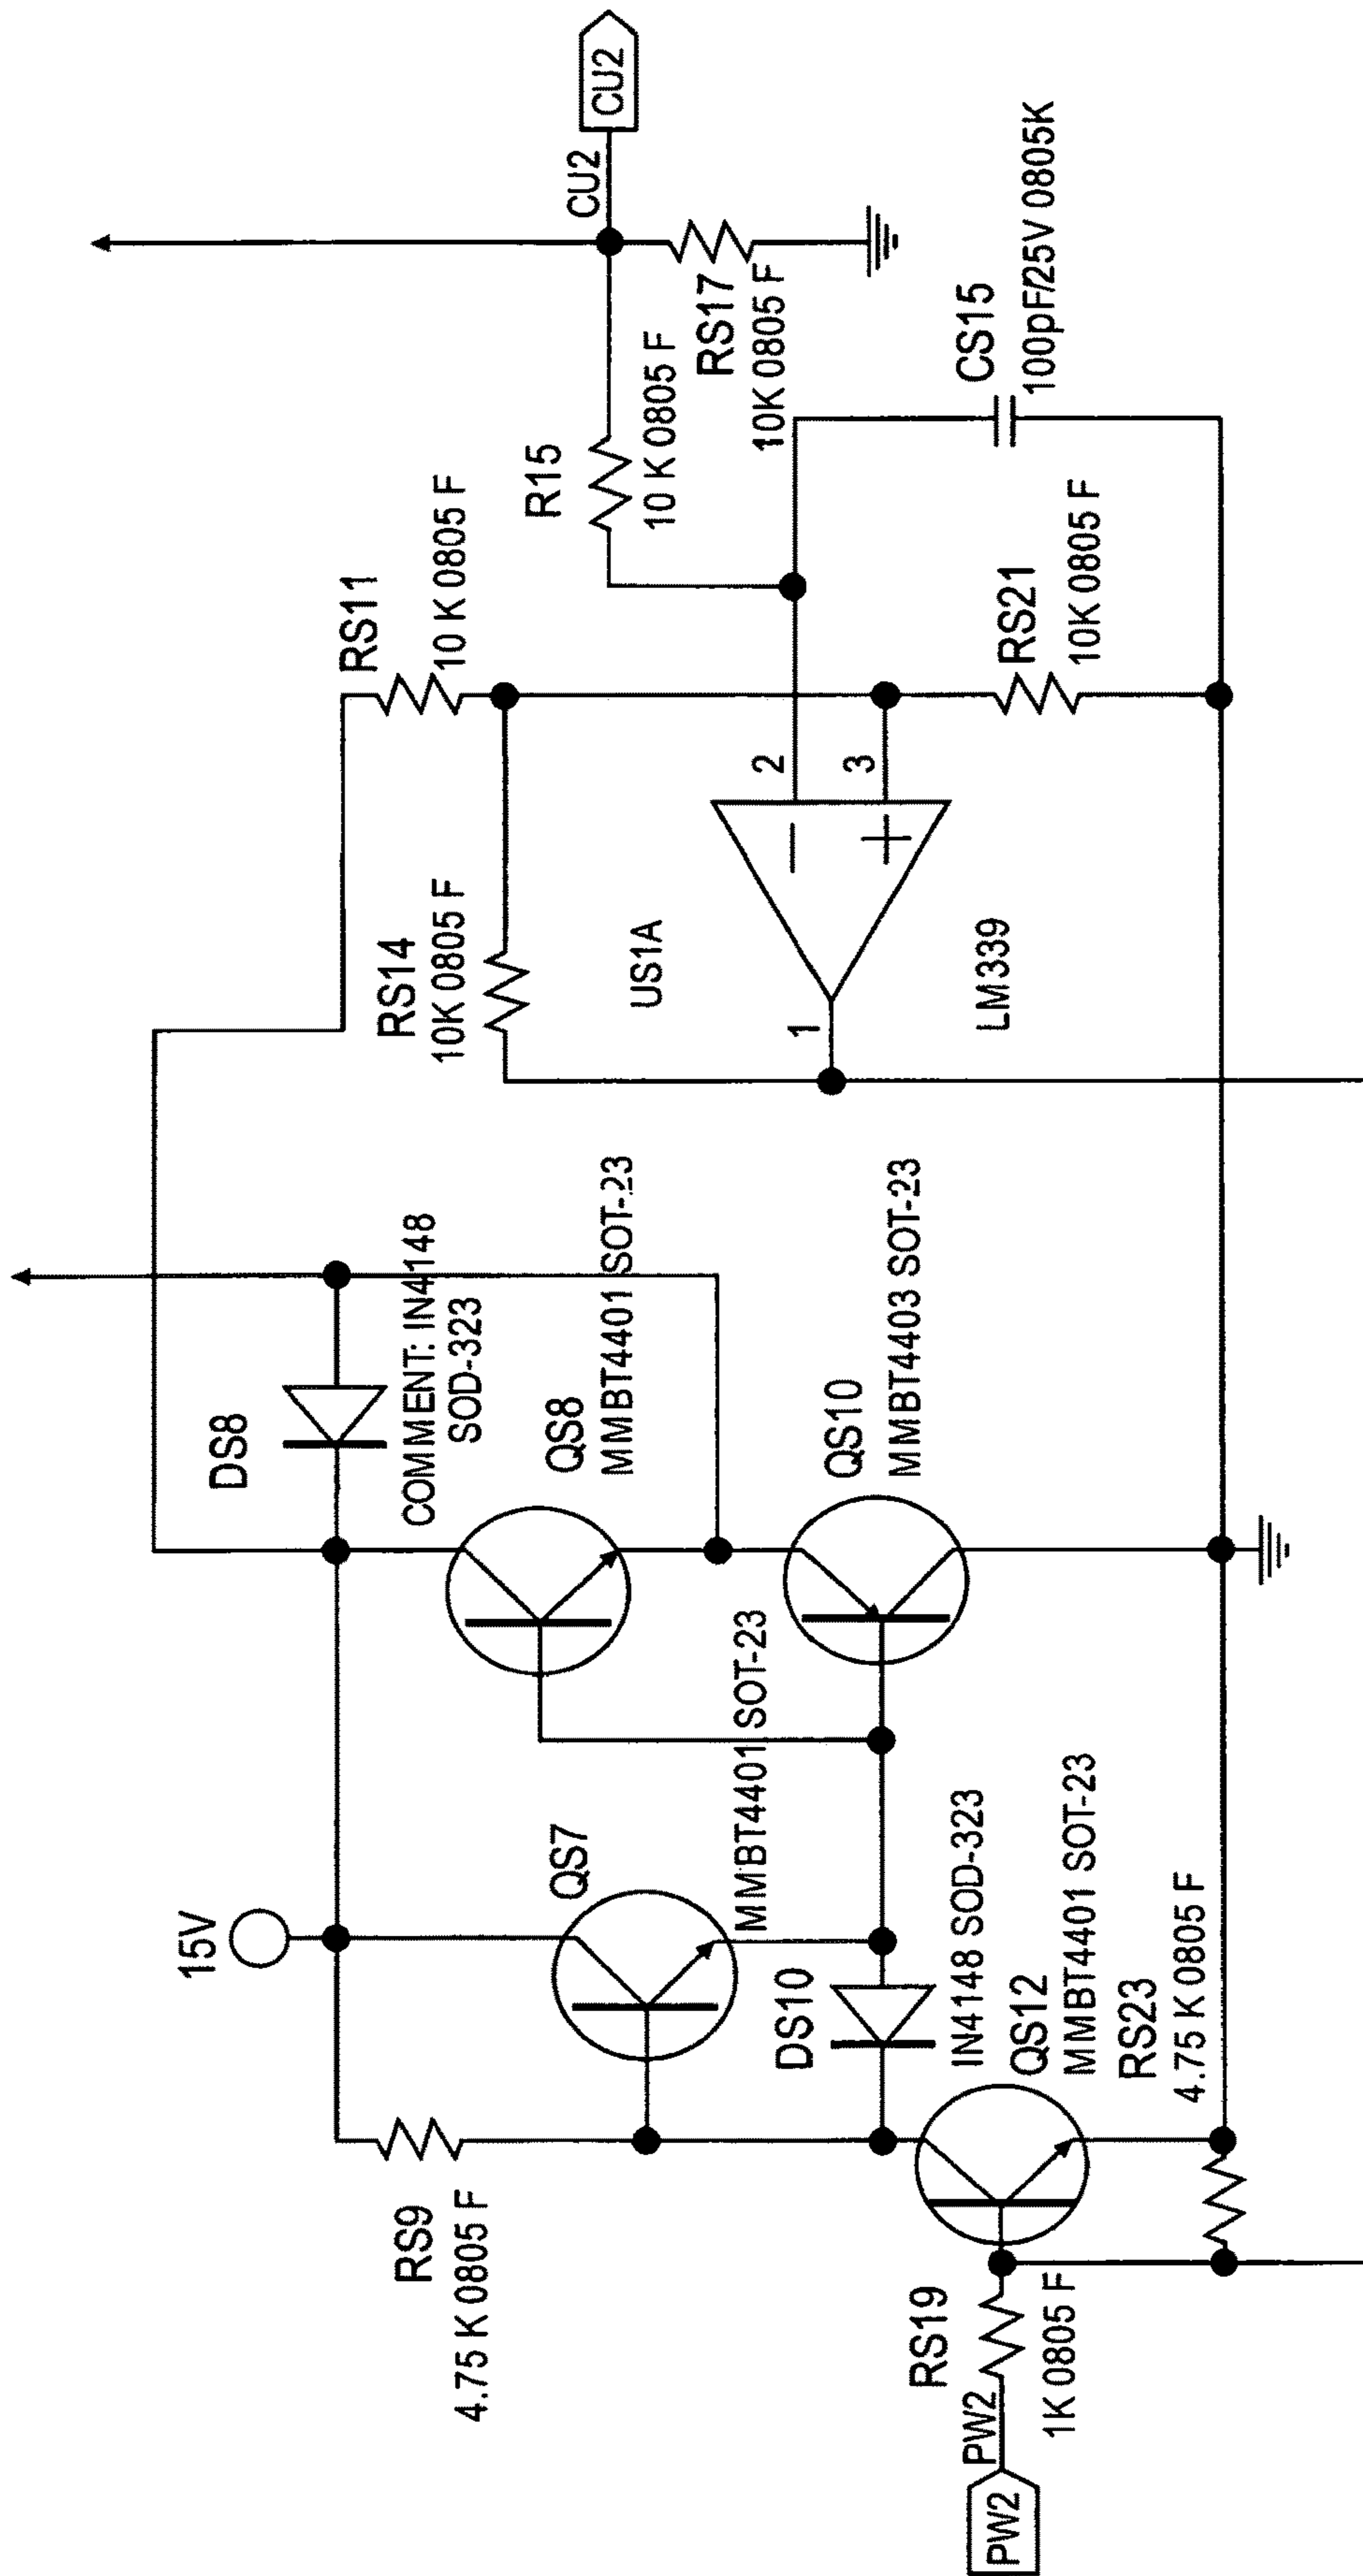 15V
RS9
4.75 K 0805 F
QS7
MMBT4401 SOT-23
DS8
COMMENT: IN4148
SOD-323
QS8
MMBT4401 SOT-23
QS10
MMBT4403 SOT-23
DS10
IN4148 SOD-323
QS12
MMBT4401 SOT-23
RS23
4.75 K 0805 F
RS19
1K 0805 F
PW2
PW2
RS11
10 K 0805 F
RS14
10K 0805 F
US1A
LM339
1
2
3
−
+
R15
10 K 0805 F
RS17
10K 0805 F
RS21
10K 0805 F
CS15
100pF/25V 0805K
CU2
CU2